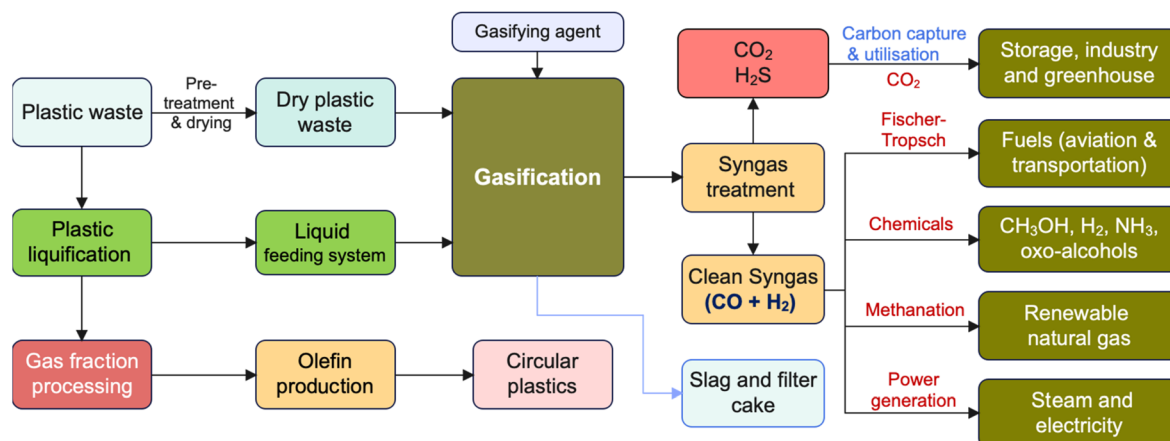 Gasifying agent
CO₂
H₂S
Carbon capture
& utilisation
CO₂
Storage, industry
and greenhouse
Plastic waste
Pre-
treatment
& drying
Dry plastic
waste
Gasification
Syngas
treatment
Fischer-
Tropsch
Fuels (aviation &
transportation)
Plastic
liquification
Liquid
feeding system
Clean Syngas
(CO + H₂)
Chemicals
CH₃OH, H₂, NH₃,
oxo-alcohols
Methanation
Renewable
natural gas
Gas fraction
processing
Olefin
production
Circular
plastics
Slag and filter
cake
Power
generation
Steam and
electricity